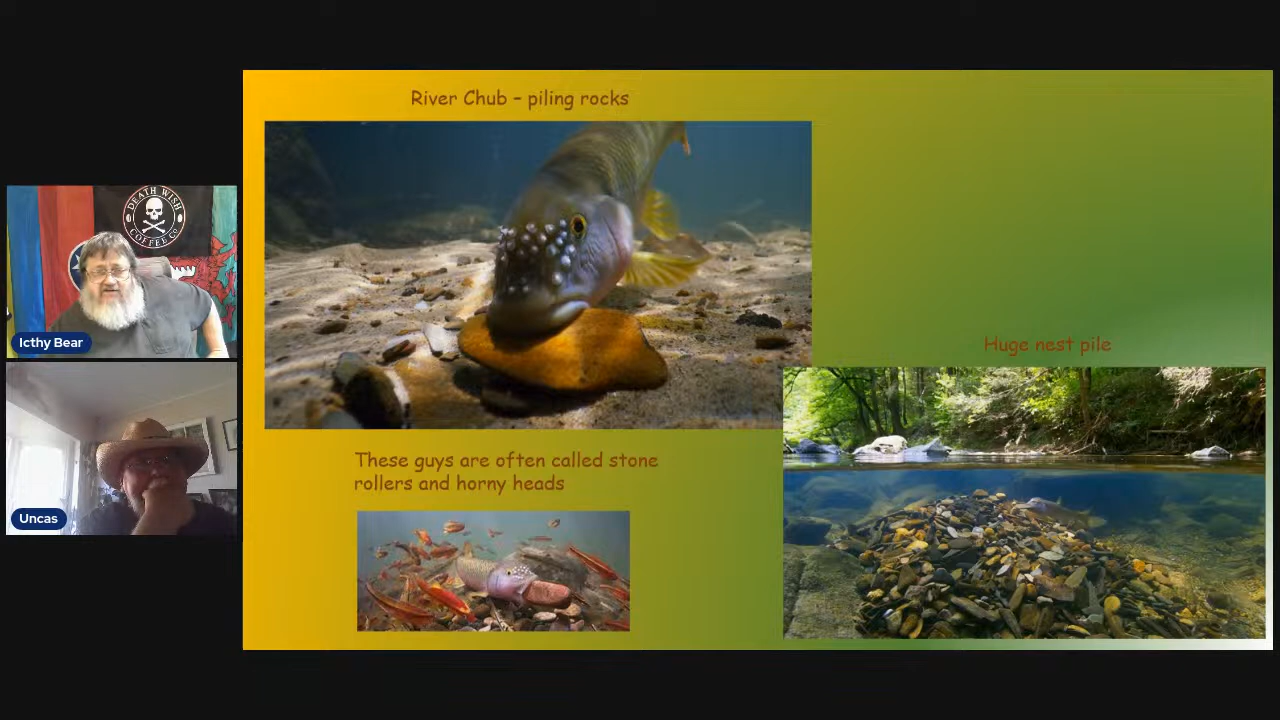 River Chub – piling rocks
DEATH WISH
COFFEE CO
Icthy Bear
Huge nest pile
These guys are often called stone
rollers and horny heads
Uncas